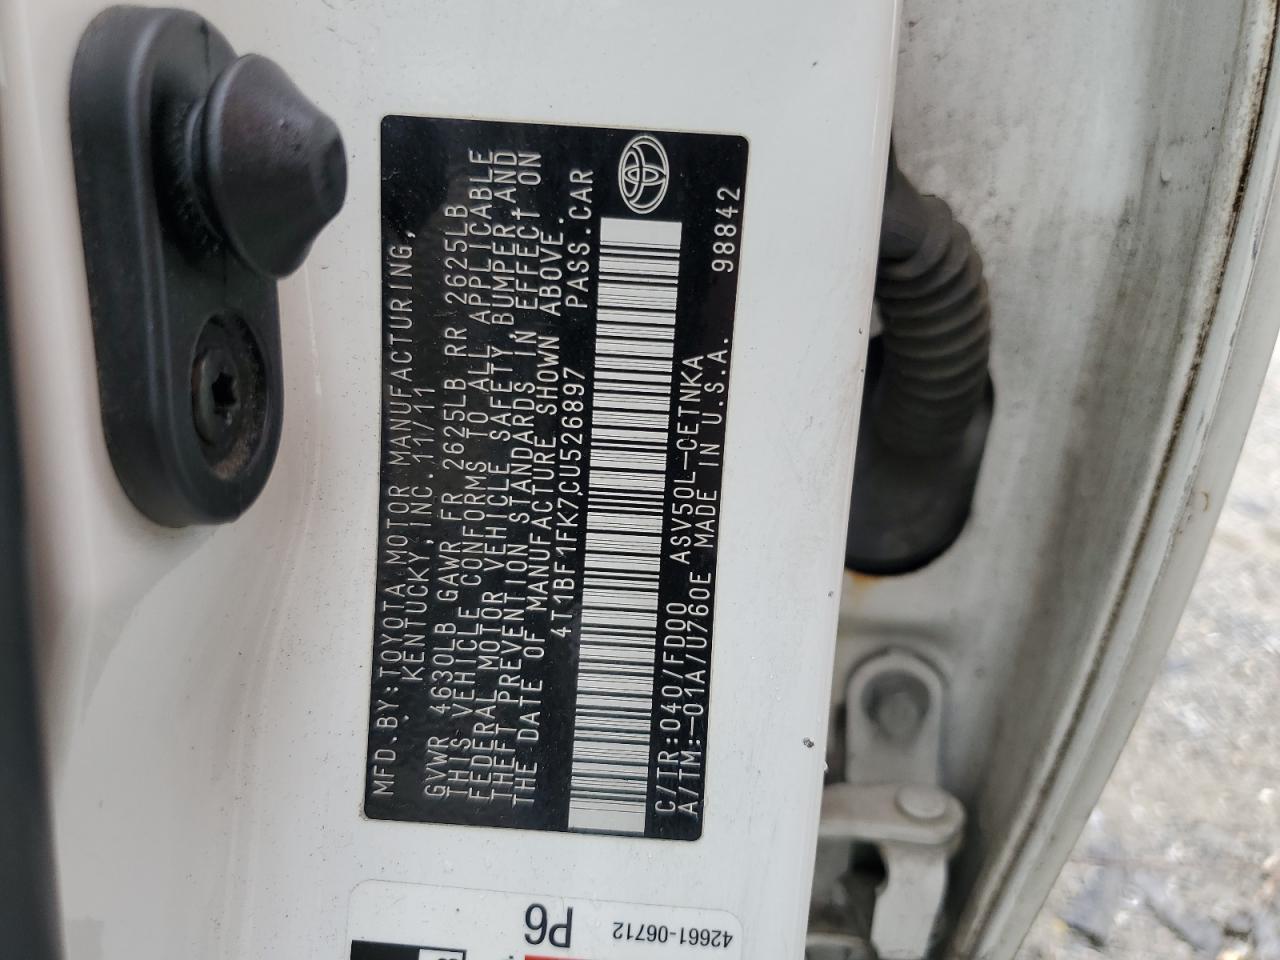 MFD.BY:TOYOTA MOTOR MANUFACTURING,
KENTUCKY,INC. 11/11
GVWR 4630LB GAWR FR 2625LB RR 2625LB
THIS VEHICLE CONFORMS TO ALL APPLICABLE
FEDERAL MOTOR VEHICLE SAFETY, BUMPER, AND
THEFT PREVENTION STANDARDS IN EFFECT ON
THE DATE OF MANUFACTURE SHOWN ABOVE.
4T1BF1FK7CU526897 PASS.CAR
C/TR:040/FD00 ASV50L-CETNKA
A/TM:-01A/U760E MADE IN U.S.A. 98842
P6
42661-06712